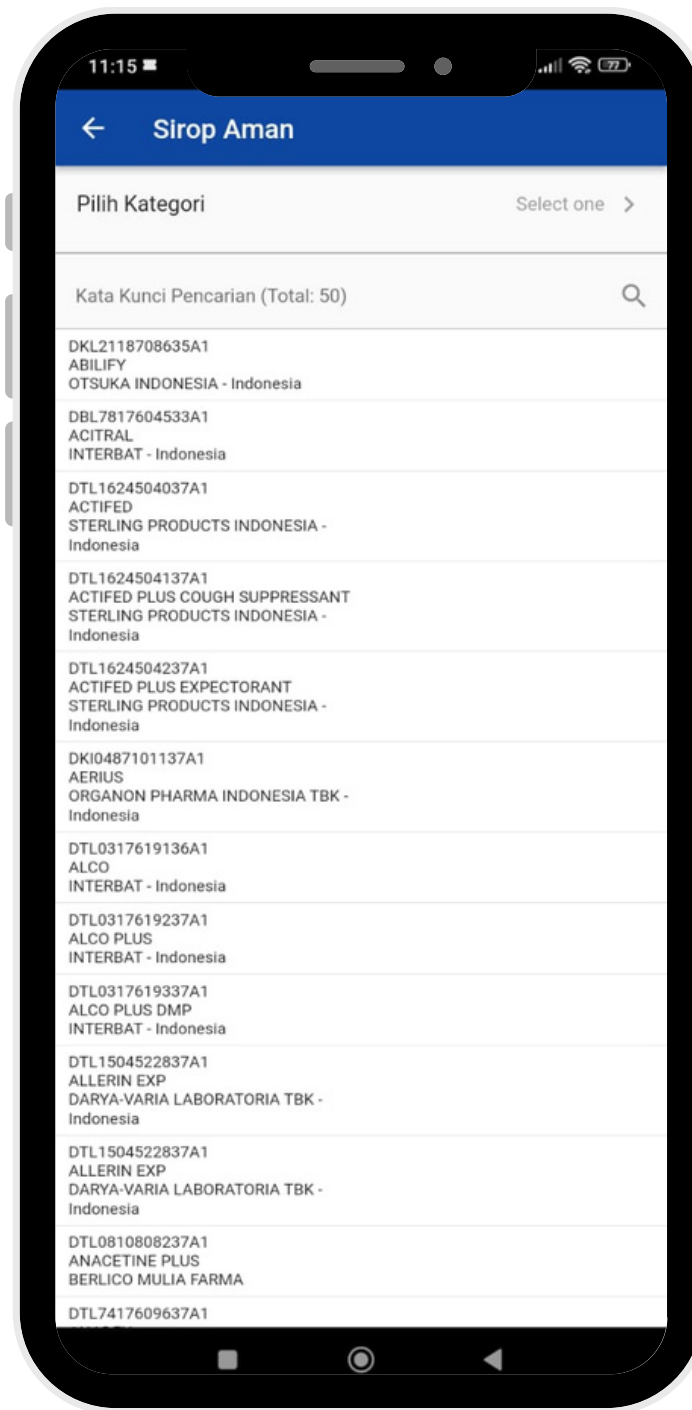 11:15
77
Sirop Aman
Pilih Kategori
Select one
Kata Kunci Pencarian (Total: 50)
DKL2118708635A1
ABILIFY
OTSUKA INDONESIA - Indonesia
DBL7817604533A1
ACITRAL
INTERBAT - Indonesia
DTL1624504037A1
ACTIFED
STERLING PRODUCTS INDONESIA -
Indonesia
DTL1624504137A1
ACTIFED PLUS COUGH SUPPRESSANT
STERLING PRODUCTS INDONESIA -
Indonesia
DTL1624504237A1
ACTIFED PLUS EXPECTORANT
STERLING PRODUCTS INDONESIA -
Indonesia
DKI0487101137A1
AERIUS
ORGANON PHARMA INDONESIA TBK -
Indonesia
DTL0317619136A1
ALCO
INTERBAT - Indonesia
DTL0317619237A1
ALCO PLUS
INTERBAT - Indonesia
DTL0317619337A1
ALCO PLUS DMP
INTERBAT - Indonesia
DTL1504522837A1
ALLERIN EXP
DARYA-VARIA LABORATORIA TBK -
Indonesia
DTL1504522837A1
ALLERIN EXP
DARYA-VARIA LABORATORIA TBK -
Indonesia
DTL0810808237A1
ANACETINE PLUS
BERLICO MULIA FARMA
DTL7417609637A1